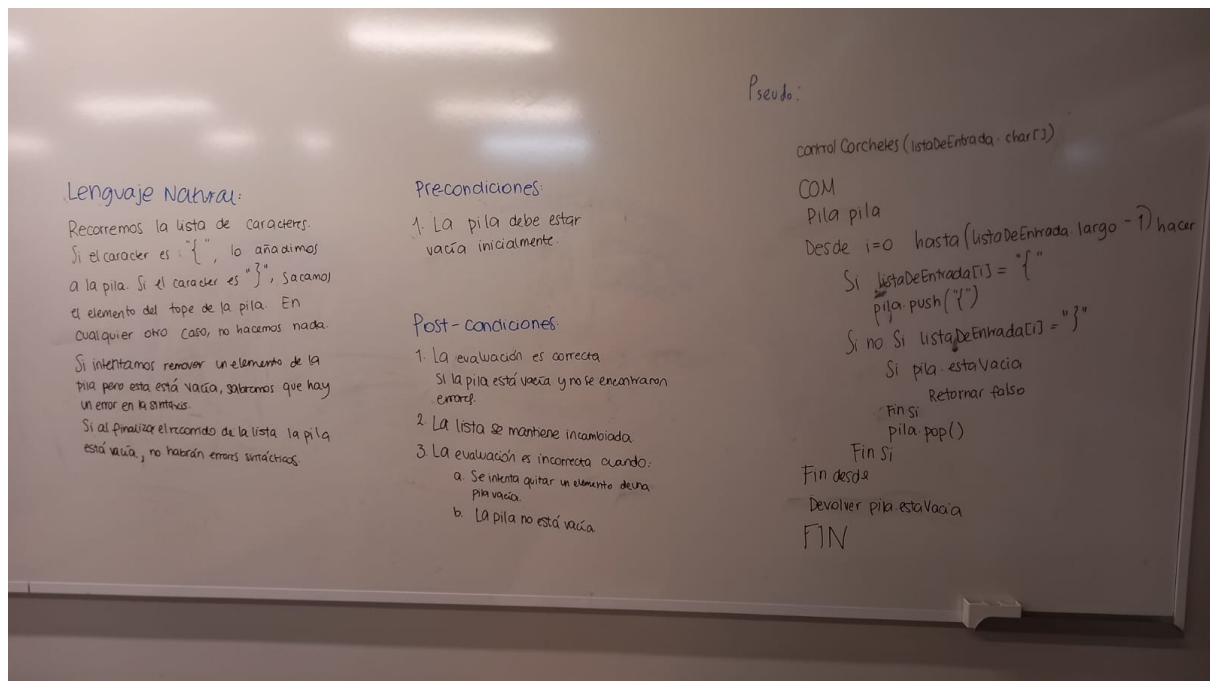 Lenguaje Natural:
Recorremos la lista de caracteres.
Si el caracter es "{", lo añadimos
a la pila. Si el caracter es "}", sacamos
el elemento del tope de la pila. En
cualquier otro caso, no hacemos nada.
Si intentamos remover un elemento de la
pila pero esta está vacía, sabremos que hay
un error en la sintaxis.
Si al finalizar el recorrido de la lista la pila
está vacía, no habrán errores sintácticos.
Pre-condiciones:
1. La pila debe estar
vacía inicialmente.
Post-condiciones:
1. La evaluación es correcta
si la pila está vacía y no se encontraron
errores.
2. La lista se mantiene incambiada
3. La evaluación es incorrecta cuando:
a. Se intenta quitar un elemento de una
pila vacía.
b. La pila no está vacía
Pseudo:
control Corcheles (listaDeEntrada. char[])
COM
Pila pila
Desde i=0 hasta (listaDeEntrada. largo - 1) hacer
Si listaDeEntrada[i] = "{"
pila.push("{")
Si no Si listaDeEntrada[i] = "}"
Si pila.estaVacia
Retornar falso
Fin Si
pila.pop()
Fin Si
Fin desde
Devolver pila.estaVacia
FIN